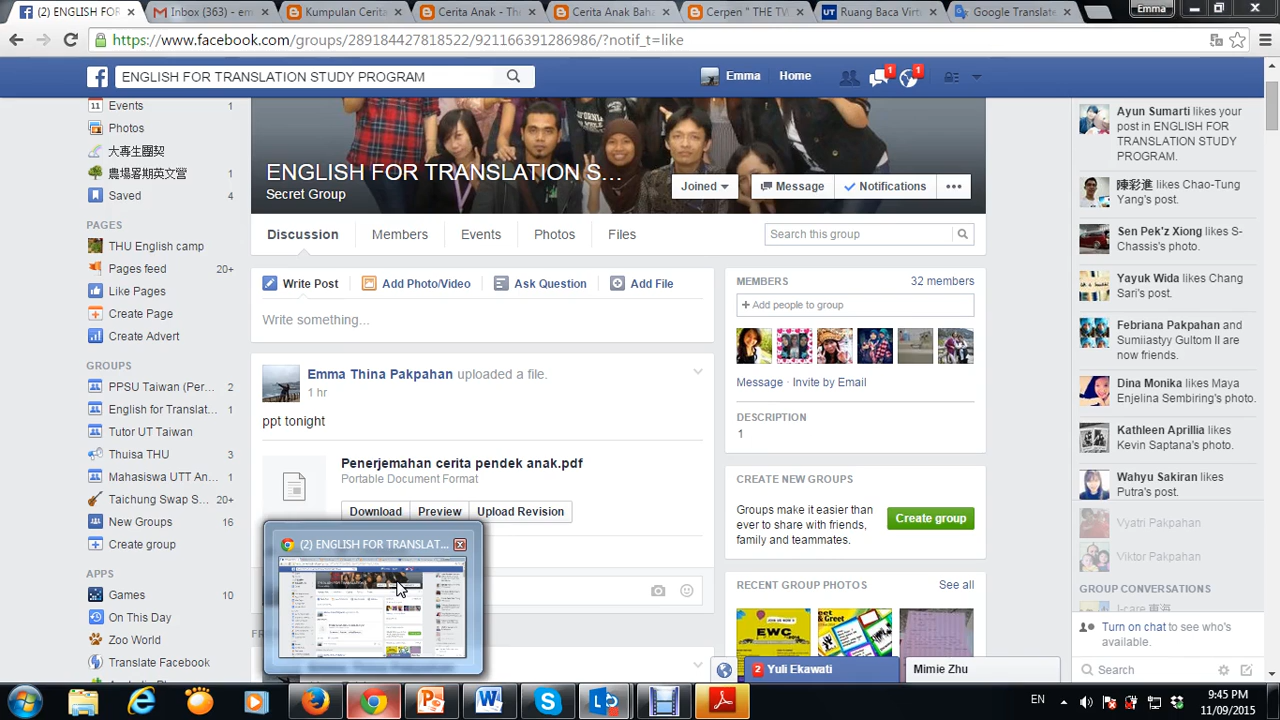 (2) ENGLISH FOR TRANSL
Inbox (363) - em
Kumpulan Cerita
Cerita Anak - Th
Cerita Anak Baha
Cerpen " THE TW
Ruang Baca Virt
Google Translate
Emma
https://www.facebook.com/groups/289184427818522/921166391286986/?notif_t=like
ENGLISH FOR TRANSLATION STUDY PROGRAM
Emma
Home
1
1
11
Events
1
Photos
大專生團契
農場暑期英文營
1
Saved
4
PAGES
THU English camp
Pages feed
20+
Like Pages
Create Page
Create Advert
GROUPS
PPSU Taiwan (Per...
2
English for Translat...
1
Tutor UT Taiwan
Thuisa THU
3
Mahasiswa UTT An...
Taichung Swap S...
20+
New Groups
16
Create group
APPS
Games
10
On This Day
Zoo World
Translate Facebook
ENGLISH FOR TRANSLATION S...
Secret Group
Joined
Message
Notifications
Discussion
Members
Events
Photos
Files
Search this group
Write Post
Add Photo/Video
Ask Question
Add File
Write something...
Emma Thina Pakpahan uploaded a file.
1 hr
ppt tonight
Penerjemahan cerita pendek anak.pdf
Portable Document Format
Download
Preview
Upload Revision
(2) ENGLISH FOR TRANSLAT...
MEMBERS
32 members
+ Add people to group
Message · Invite by Email
DESCRIPTION
1
CREATE NEW GROUPS
Groups make it easier than
ever to share with friends,
family and teammates.
Create group
RECENT GROUP PHOTOS
See all
EWC
Ayun Sumarti likes your
post in ENGLISH FOR
TRANSLATION STUDY
PROGRAM.
陳彩進 likes Chao-Tung
Yang's post.
Sen Pek'z Xiong likes S-
Chassis's photo.
Yayuk Wida likes Chang
Sari's post.
Febriana Pakpahan and
Sumiiastyy Gultom II are
now friends.
Dina Monika likes Maya
Enjelina Sembiring's photo.
Kathleen Aprillia likes
Kevin Saptana's photo.
Wahyu Sakiran likes
Putra's post.
Vyatri Pakpahan
Viktor Pakpahan
GROUP CONVERSATIONS
Turn on chat to see who's
available.
Search
2 Yuli Ekawati
Mimie Zhu
EN
9:45 PM
11/09/2015